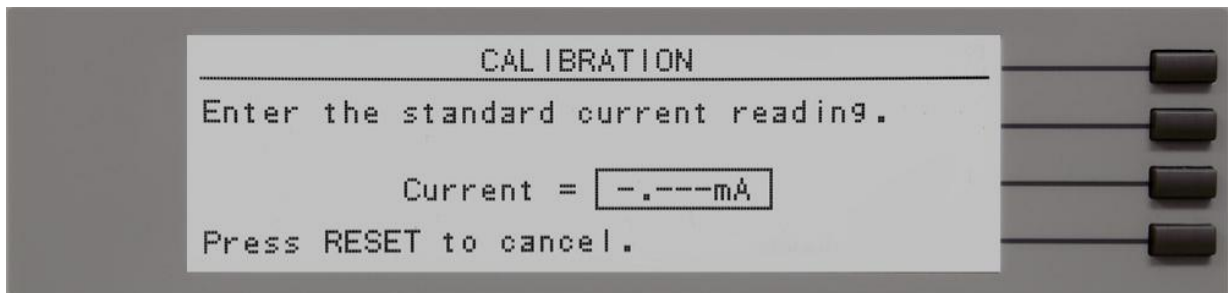 CALIBRATION
Enter the standard current reading.
Current = -.---mA
Press RESET to cancel.